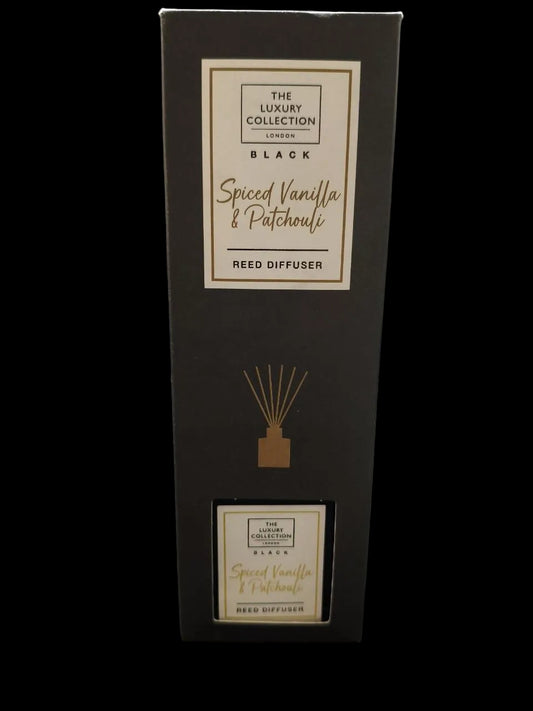 THE
LUXURY
COLLECTION
LONDON
BLACK
Spiced Vanilla
& Patchouli
REED DIFFUSER
THE
LUXURY
COLLECTION
LONDON
BLACK
Spiced Vanilla
& Patchouli
REED DIFFUSER